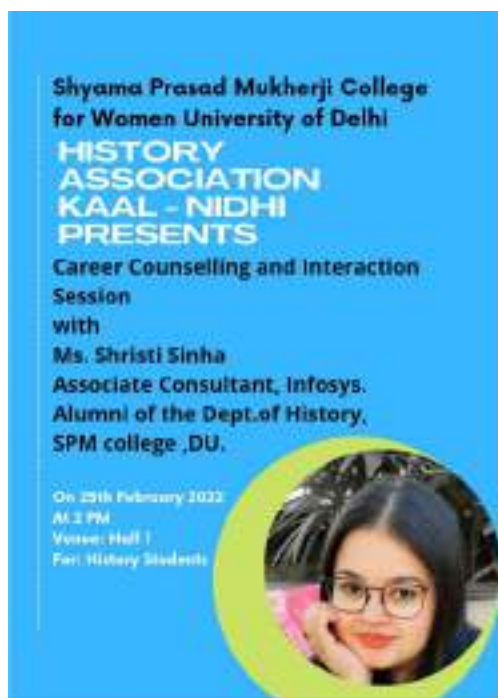 Shyama Prasad Mukherji College
for Women University of Delhi
HISTORY
ASSOCIATION
KAAL - NIDHI
PRESENTS
Career Counselling and Interaction
Session
with
Ms. Shristi Sinha
Associate Consultant, Infosys.
Alumni of the Dept.of History,
SPM college ,DU.
On February 2022
At 2 PM
Venue: Hall 1
For: History Students